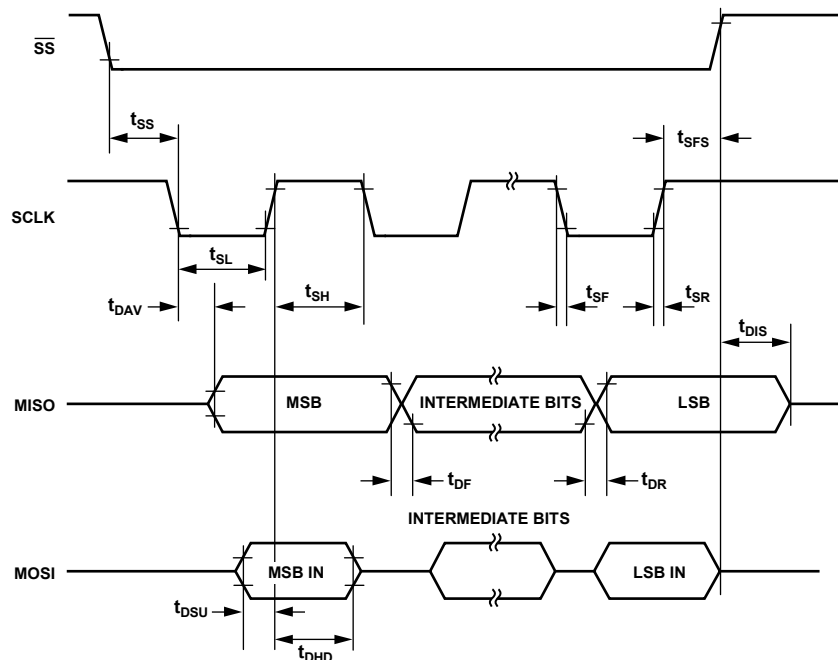 SS
tSS
tSFS
SCLK
tSL
tSH
tSF
tSR
tDAV
tDIS
MISO
MSB
INTERMEDIATE BITS
LSB
tDF
tDR
INTERMEDIATE BITS
MOSI
MSB IN
LSB IN
tDSU
tDHD